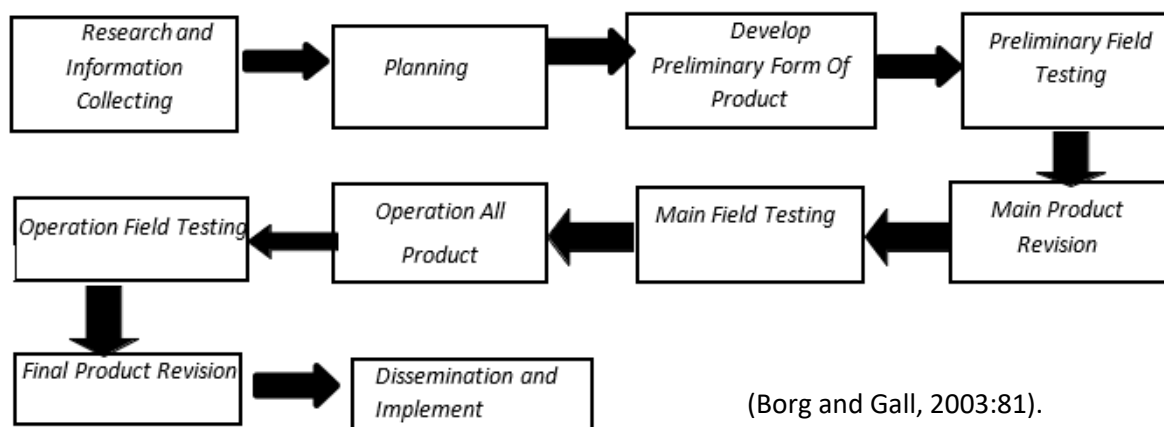 Research and
Information
Collecting
Planning
Develop
Preliminary Form Of
Product
Preliminary Field
Testing
Main Product
Revision
Main Field Testing
Operation All
Product
Operation Field Testing
Final Product Revision
Dissemination and
Implement
(Borg and Gall, 2003:81).